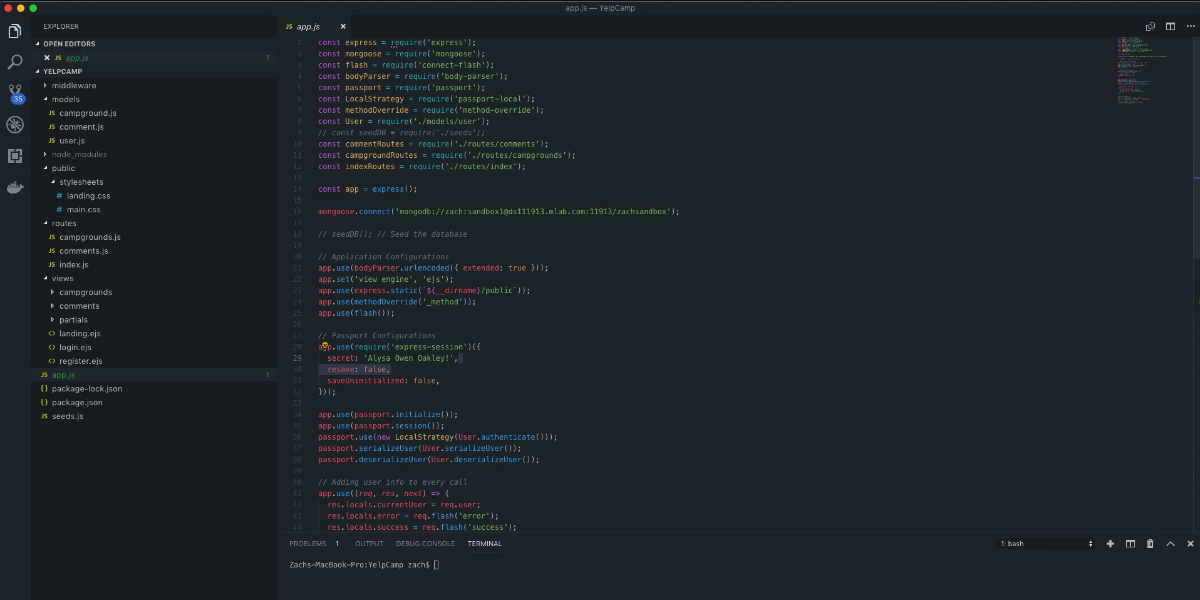 app.js — YelpCamp
EXPLORER
OPEN EDITORS
JS app.js 1
YELPCAMP
middleware
models
JS campground.js
JS comment.js
JS user.js
node_modules
public
stylesheets
# landing.css
# main.css
routes
JS campgrounds.js
JS comments.js
JS index.js
views
campgrounds
comments
partials
<> landing.ejs
<> login.ejs
<> register.ejs
JS app.js 1
{} package-lock.json
{} package.json
JS seeds.js
35
JS app.js
1 const express = require('express');
2 const mongoose = require('mongoose');
3 const flash = require('connect-flash');
4 const bodyParser = require('body-parser');
5 const passport = require('passport');
6 const LocalStrategy = require('passport-local');
7 const methodOverride = require('method-override');
8 const User = require('./models/user');
9 // const seedDB = require('./seeds');
10 const commentRoutes = require('./routes/comments');
11 const campgroundRoutes = require('./routes/campgrounds');
12 const indexRoutes = require('./routes/index');
13
14 const app = express();
15
16 mongoose.connect('mongodb://zach:sandbox1@ds111913.mlab.com:11913/zachsandbox');
17
18 // seedDB(); // Seed the database
19
20 // Application Configurations
21 app.use(bodyParser.urlencoded({ extended: true }));
22 app.set('view engine', 'ejs');
23 app.use(express.static(`${__dirname}/public`));
24 app.use(methodOverride('_method'));
25 app.use(flash());
26
27 // Passport Configurations
28 app.use(require('express-session')({
29 secret: 'Alysa Owen Oakley!',
30 resave: false,
31 saveUninitialized: false,
32 }));
33
34 app.use(passport.initialize());
35 app.use(passport.session());
36 passport.use(new LocalStrategy(User.authenticate()));
37 passport.serializeUser(User.serializeUser());
38 passport.deserializeUser(User.deserializeUser());
39
40 // Adding user info to every call
41 app.use((req, res, next) => {
42 res.locals.currentUser = req.user;
43 res.locals.error = req.flash('error');
44 res.locals.success = req.flash('success');
PROBLEMS 1 OUTPUT DEBUG CONSOLE TERMINAL 1: bash
Zachs-MacBook-Pro:YelpCamp zach$